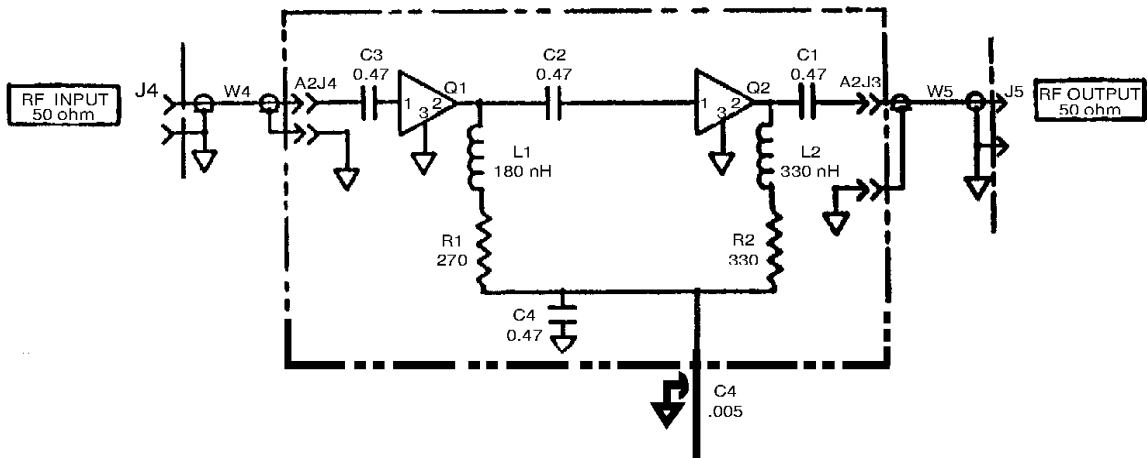 RF INPUT
50 ohm
J4
W4
A2J4
C3
0.47
1
2
3
Q1
C2
0.47
1
2
3
Q2
C1
0.47
A2J3
W5
J5
RF OUTPUT
50 ohm
L1
180 nH
L2
330 nH
R1
270
R2
330
C4
0.47
C4
.005